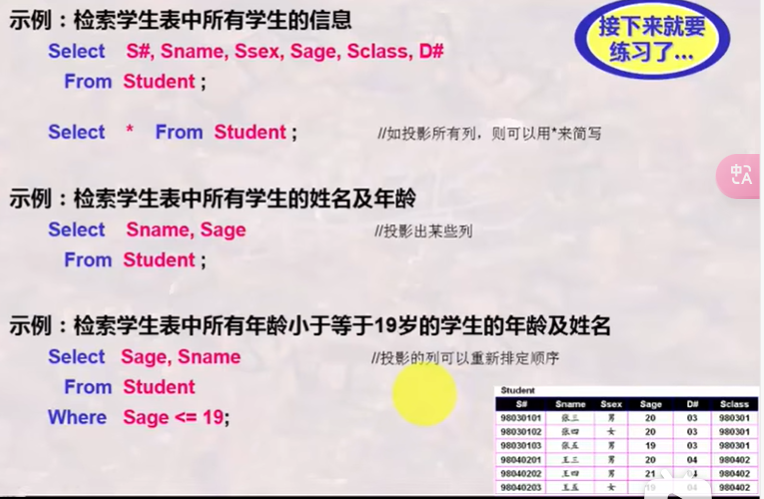 示例：检索学生表中所有学生的信息
Select S#, Sname, Ssex, Sage, Sclass, D#
From Student ;
Select * From Student ; //如投影所有列，则可以用*来简写
接下来就要
练习了...
中A
示例：检索学生表中所有学生的姓名及年龄
Select Sname, Sage //投影出某些列
From Student ;
示例：检索学生表中所有年龄小于等于19岁的学生的年龄及姓名
Select Sage, Sname //投影的列可以重新排定顺序
From Student
Where Sage <= 19;
Student
S# Sname Ssex Sage D# Sclass
98030101 张三 男 20 03 980301
98030102 张四 女 20 03 980301
98030103 张五 男 19 03 980301
98040201 王三 男 20 04 980402
98040202 王四 男 21 04 980402
98040203 王五 女 19 04 980402